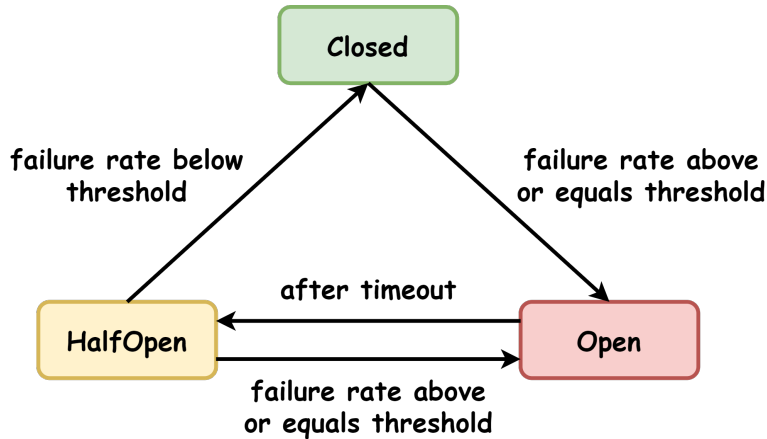 Closed
failure rate below
threshold
failure rate above
or equals threshold
after timeout
HalfOpen
Open
failure rate above
or equals threshold